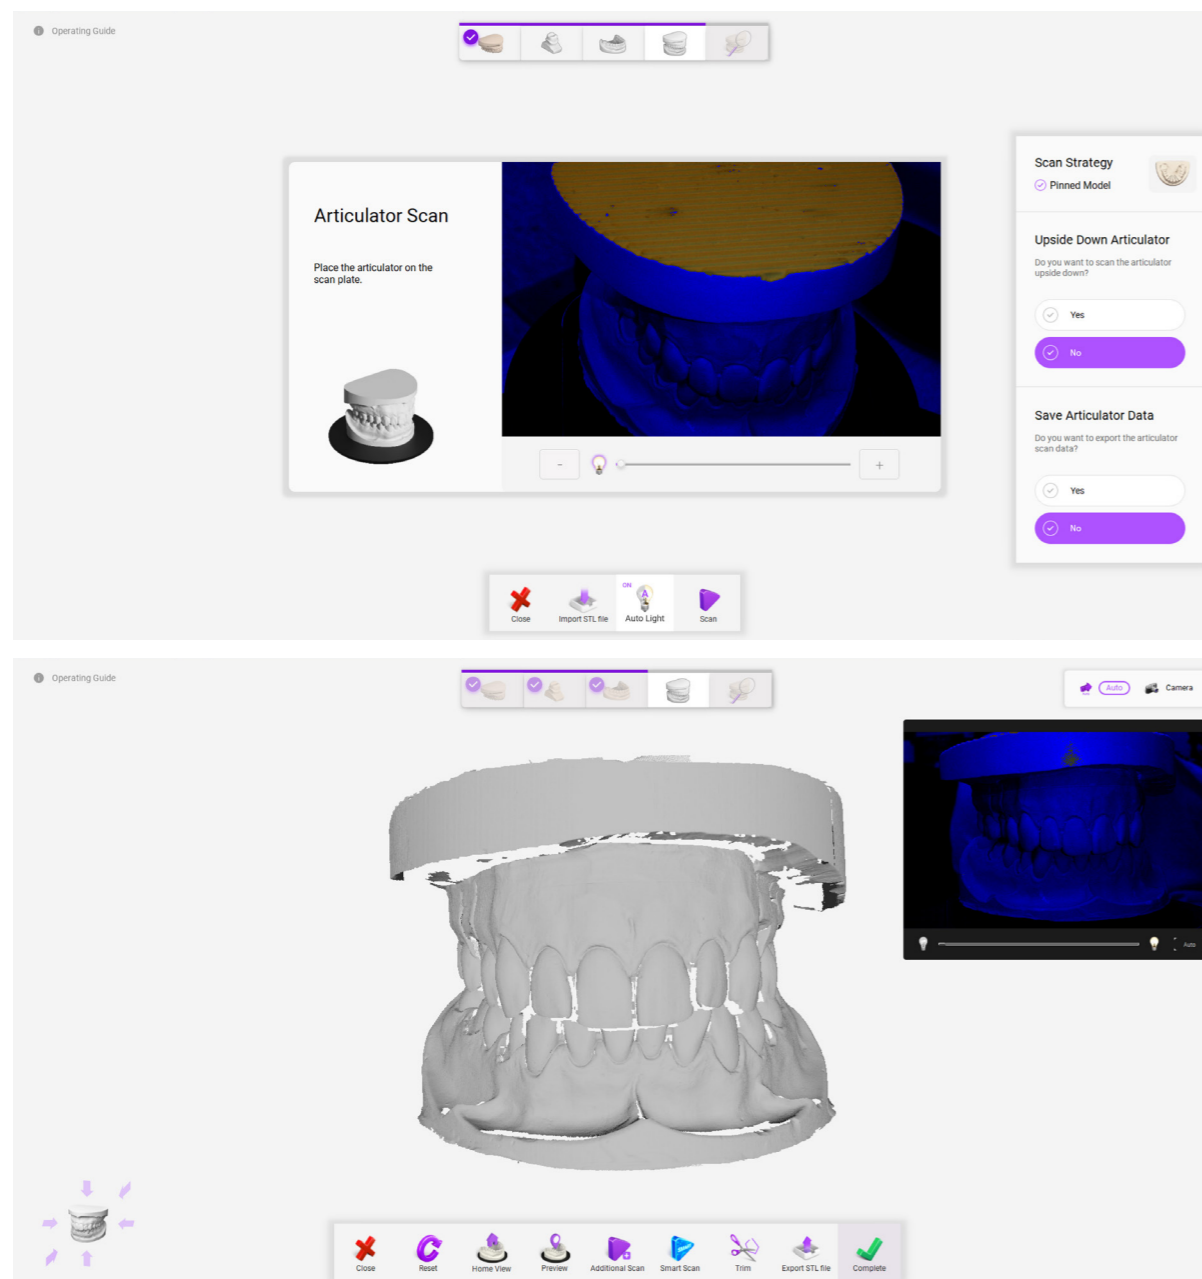 Operating Guide
Articulator Scan
Place the articulator on the
scan plate.
-
+
Scan Strategy
Pinned Model
Upside Down Articulator
Do you want to scan the articulator
upside down?
Yes
No
Save Articulator Data
Do you want to export the articulator
scan data?
Yes
No
Close
Import STL file
ON
A
Auto Light
Scan
Operating Guide
Auto
Camera
Auto
Close
Reset
Home View
Preview
Additional Scan
Smart Scan
Trim
Export STL file
Complete